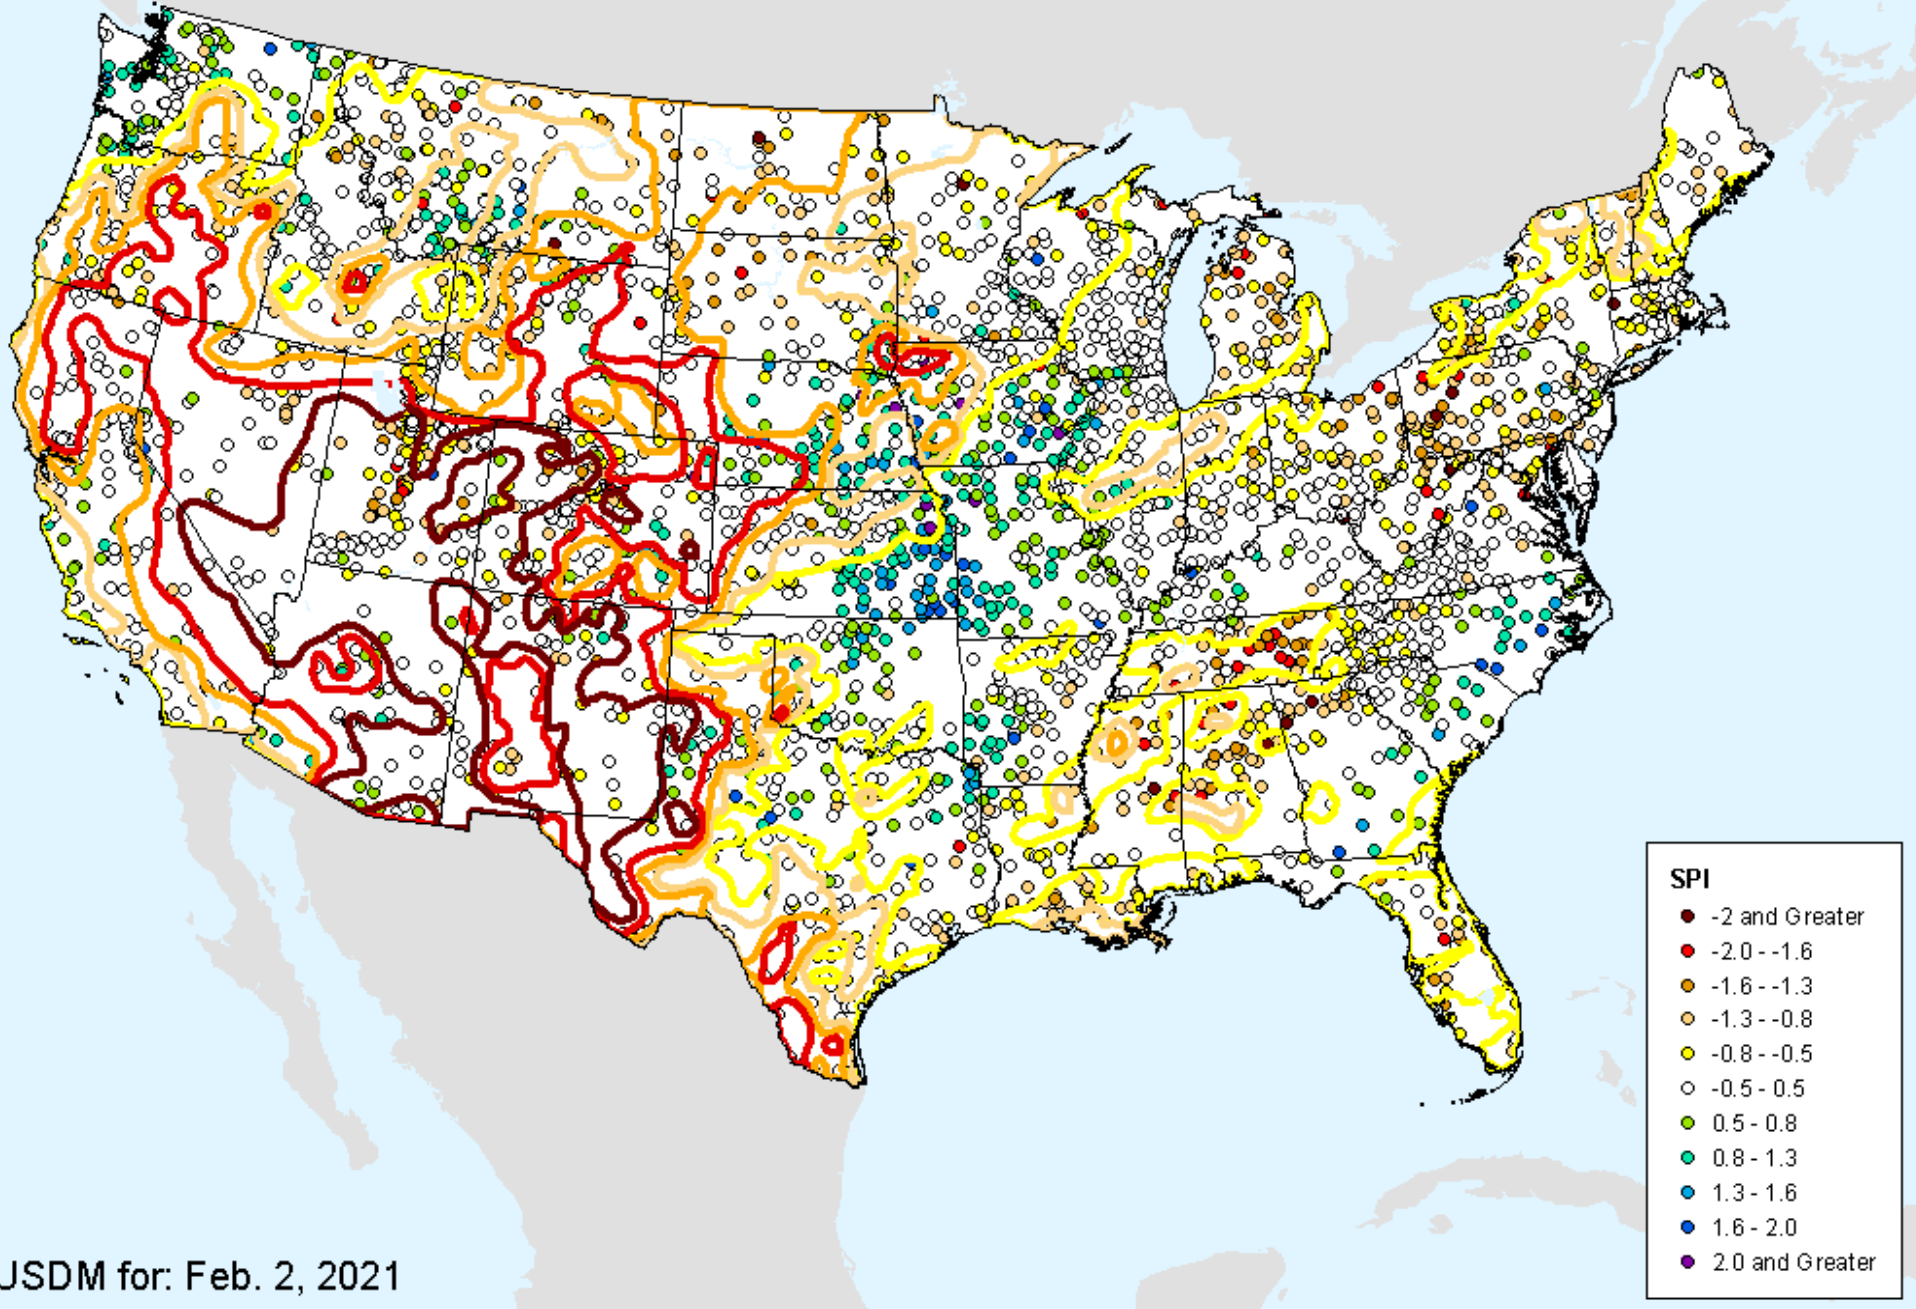 SPI
-2 and Greater
-2.0 - -1.6
-1.6 - -1.3
-1.3 - -0.8
-0.8 - -0.5
-0.5 - 0.5
0.5 - 0.8
0.8 - 1.3
1.3 - 1.6
1.6 - 2.0
2.0 and Greater
USDM for: Feb. 2, 2021